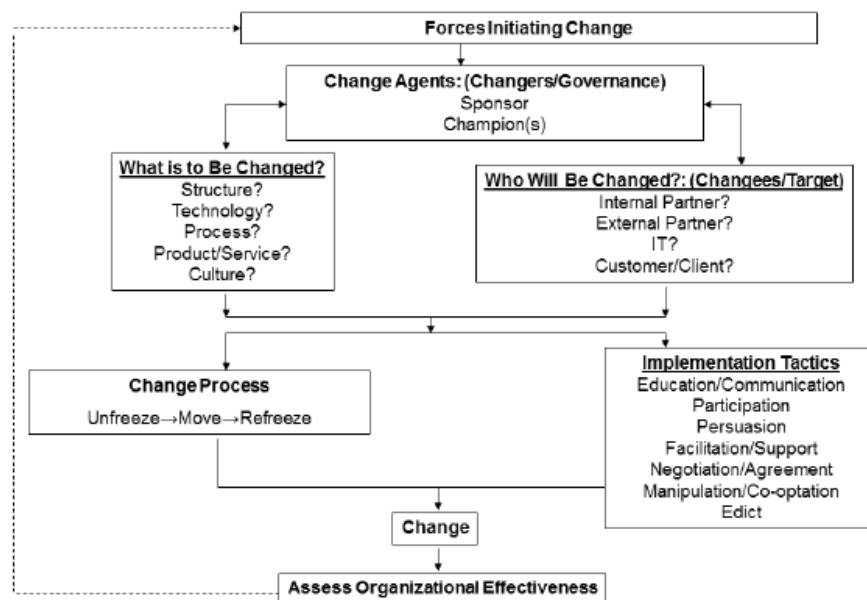 Forces Initiating Change
Change Agents: (Changers/Governance)
Sponsor
Champion(s)
What is to Be Changed?
Structure?
Technology?
Process?
Product/Service?
Culture?
Who Will Be Changed?: (Changees/Target)
Internal Partner?
External Partner?
IT?
Customer/Client?
Change Process
Unfreeze→Move→Refreeze
Implementation Tactics
Education/Communication
Participation
Persuasion
Facilitation/Support
Negotiation/Agreement
Manipulation/Co-optation
Edict
Change
Assess Organizational Effectiveness